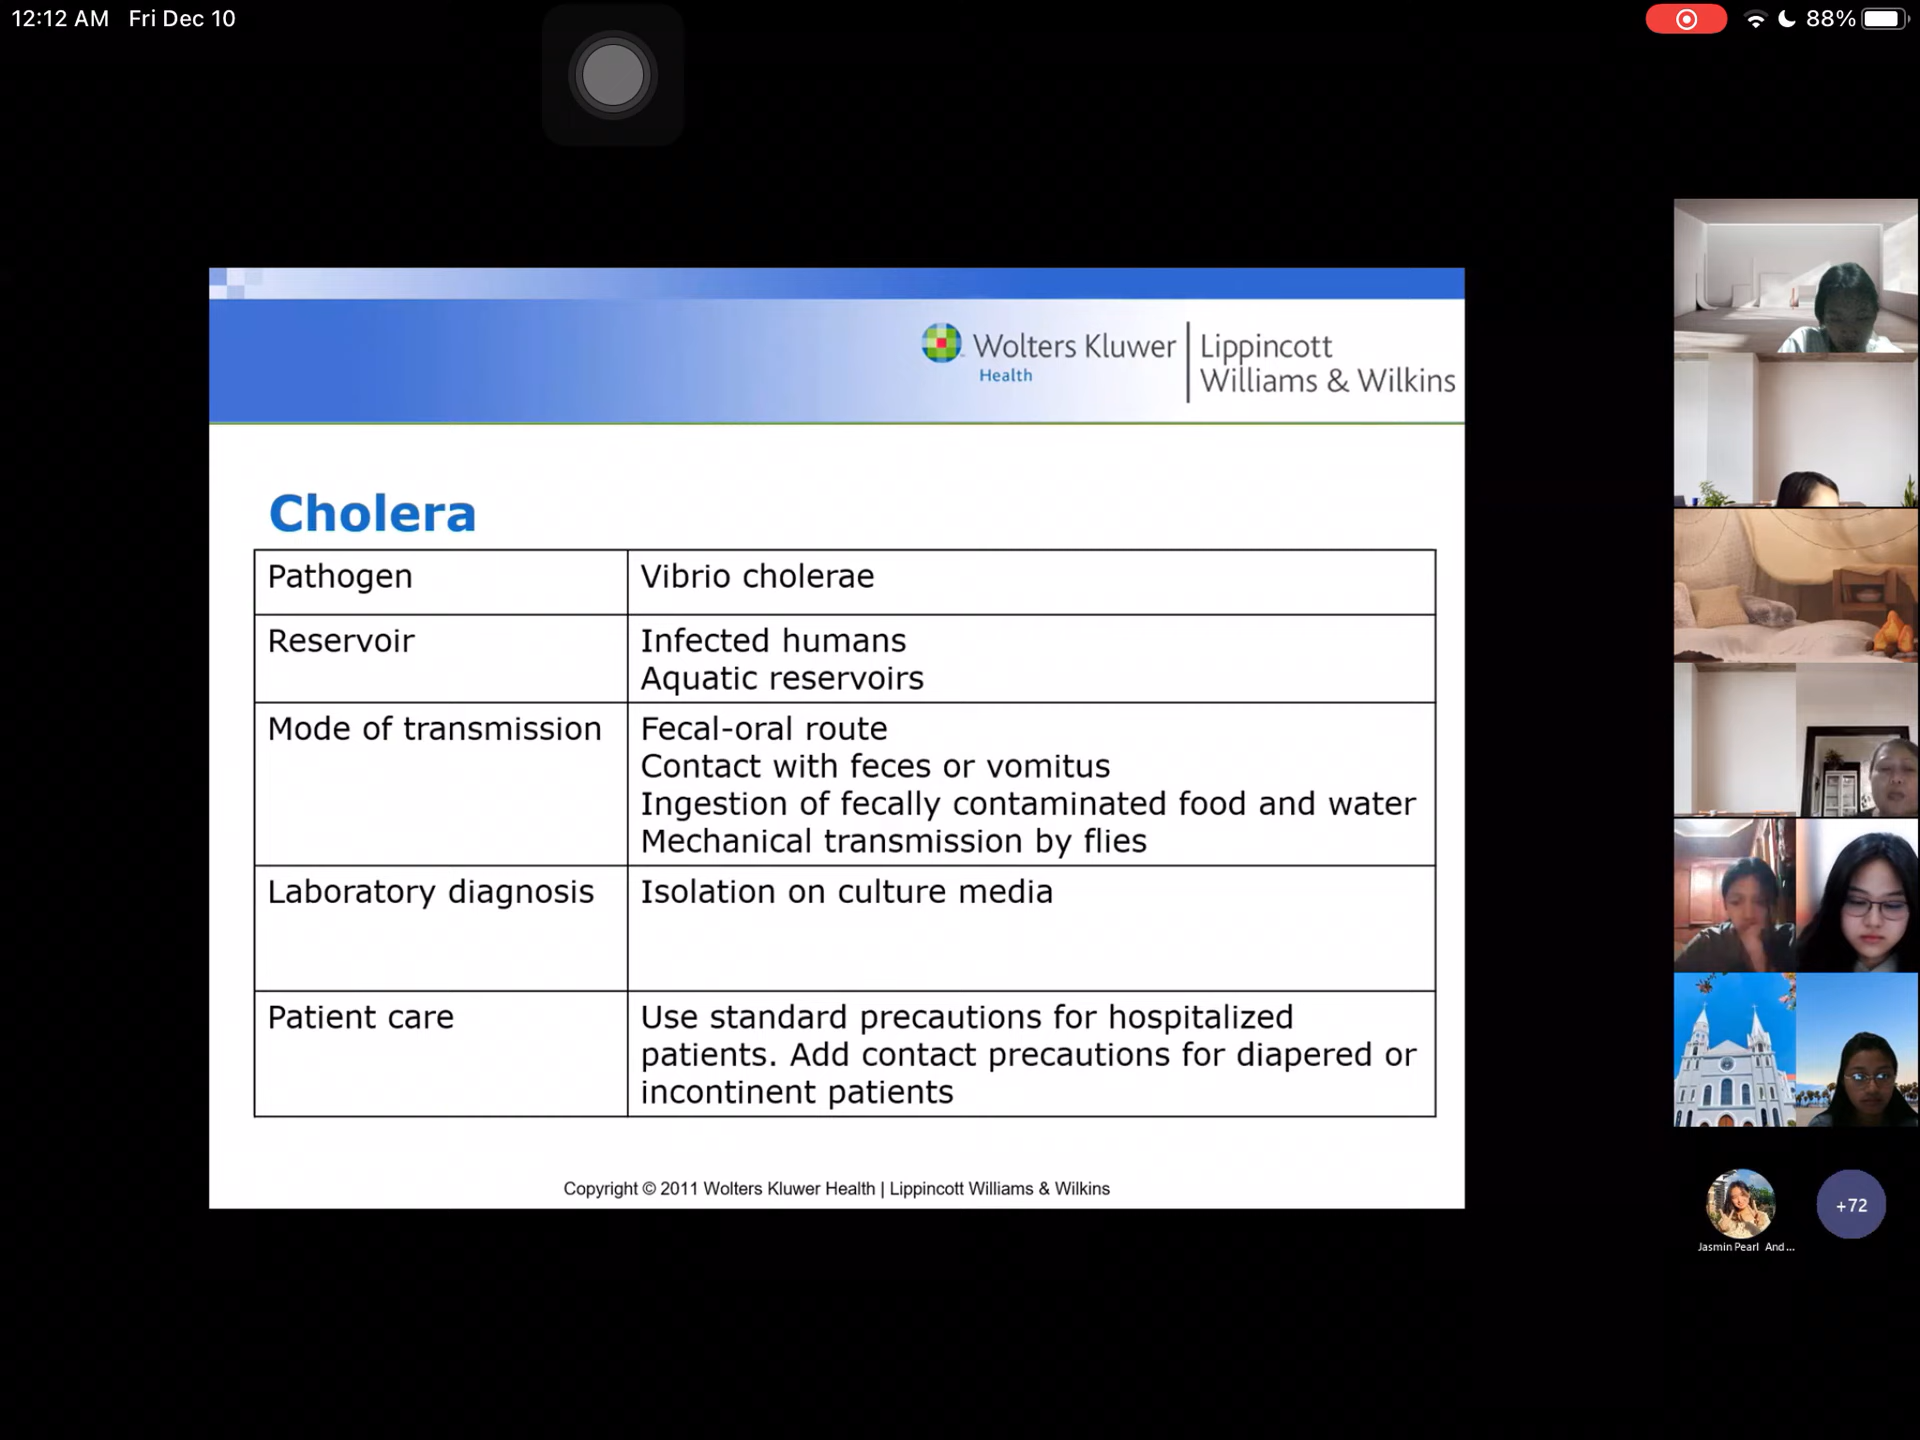 12:12 AM Fri Dec 10
88%
Wolters Kluwer
Health
Lippincott
Williams & Wilkins
Cholera
Pathogen
Vibrio cholerae
Reservoir
Infected humans
Aquatic reservoirs
Mode of transmission
Fecal-oral route
Contact with feces or vomitus
Ingestion of fecally contaminated food and water
Mechanical transmission by flies
Laboratory diagnosis
Isolation on culture media
Patient care
Use standard precautions for hospitalized
patients. Add contact precautions for diapered or
incontinent patients
Copyright © 2011 Wolters Kluwer Health | Lippincott Williams & Wilkins
+72
Jasmin Pearl And...